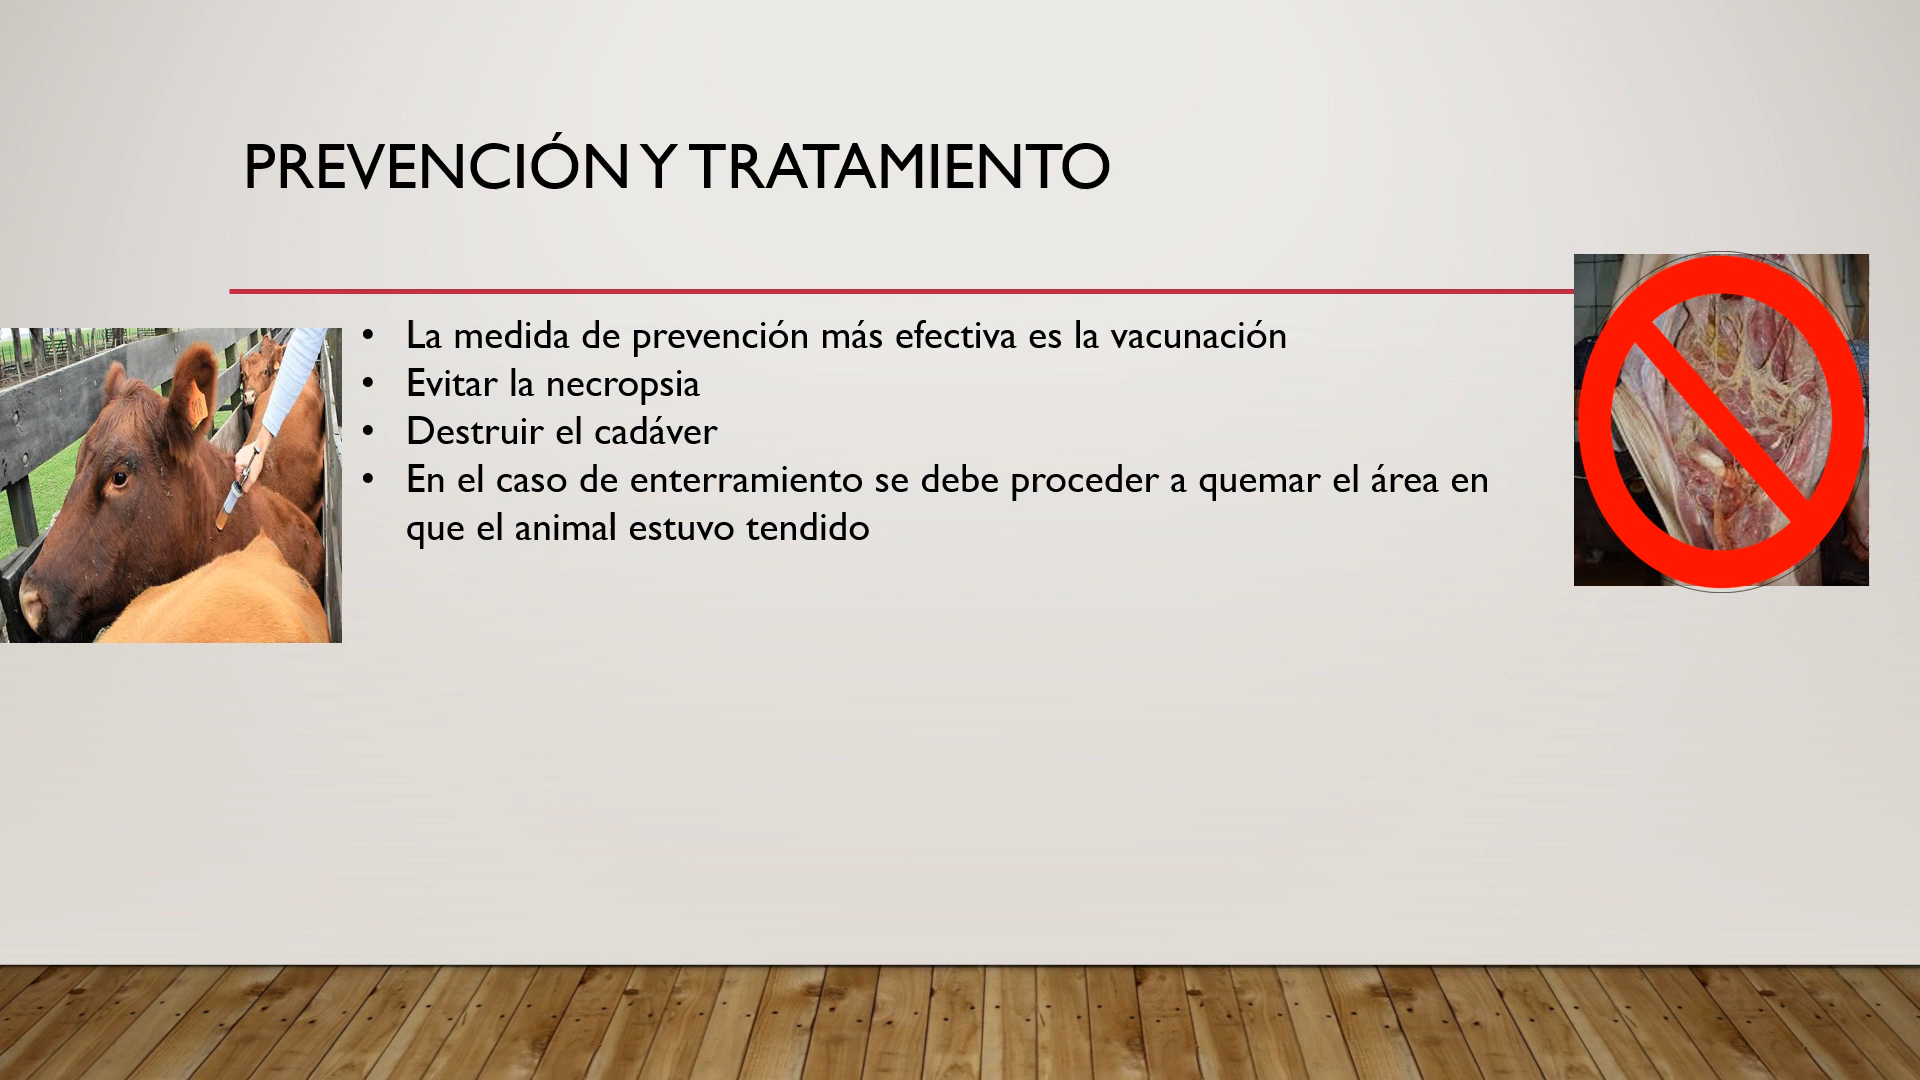 PREVENCIÓN Y TRATAMIENTO
• La medida de prevención más efectiva es la vacunación
• Evitar la necropsia
• Destruir el cadáver
• En el caso de enterramiento se debe proceder a quemar el área en
que el animal estuvo tendido